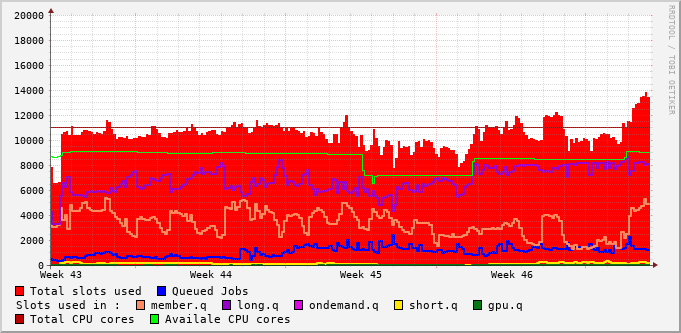 20000
18000
16000
14000
12000
10000
8000
6000
4000
2000
0
Week 43 Week 44 Week 45 Week 46
Total slots used Queued Jobs
Slots used in : member.q long.q ondemand.q short.q gpu.q
Total CPU cores Availale CPU cores
RRDTOOL / TOBI OETIKER